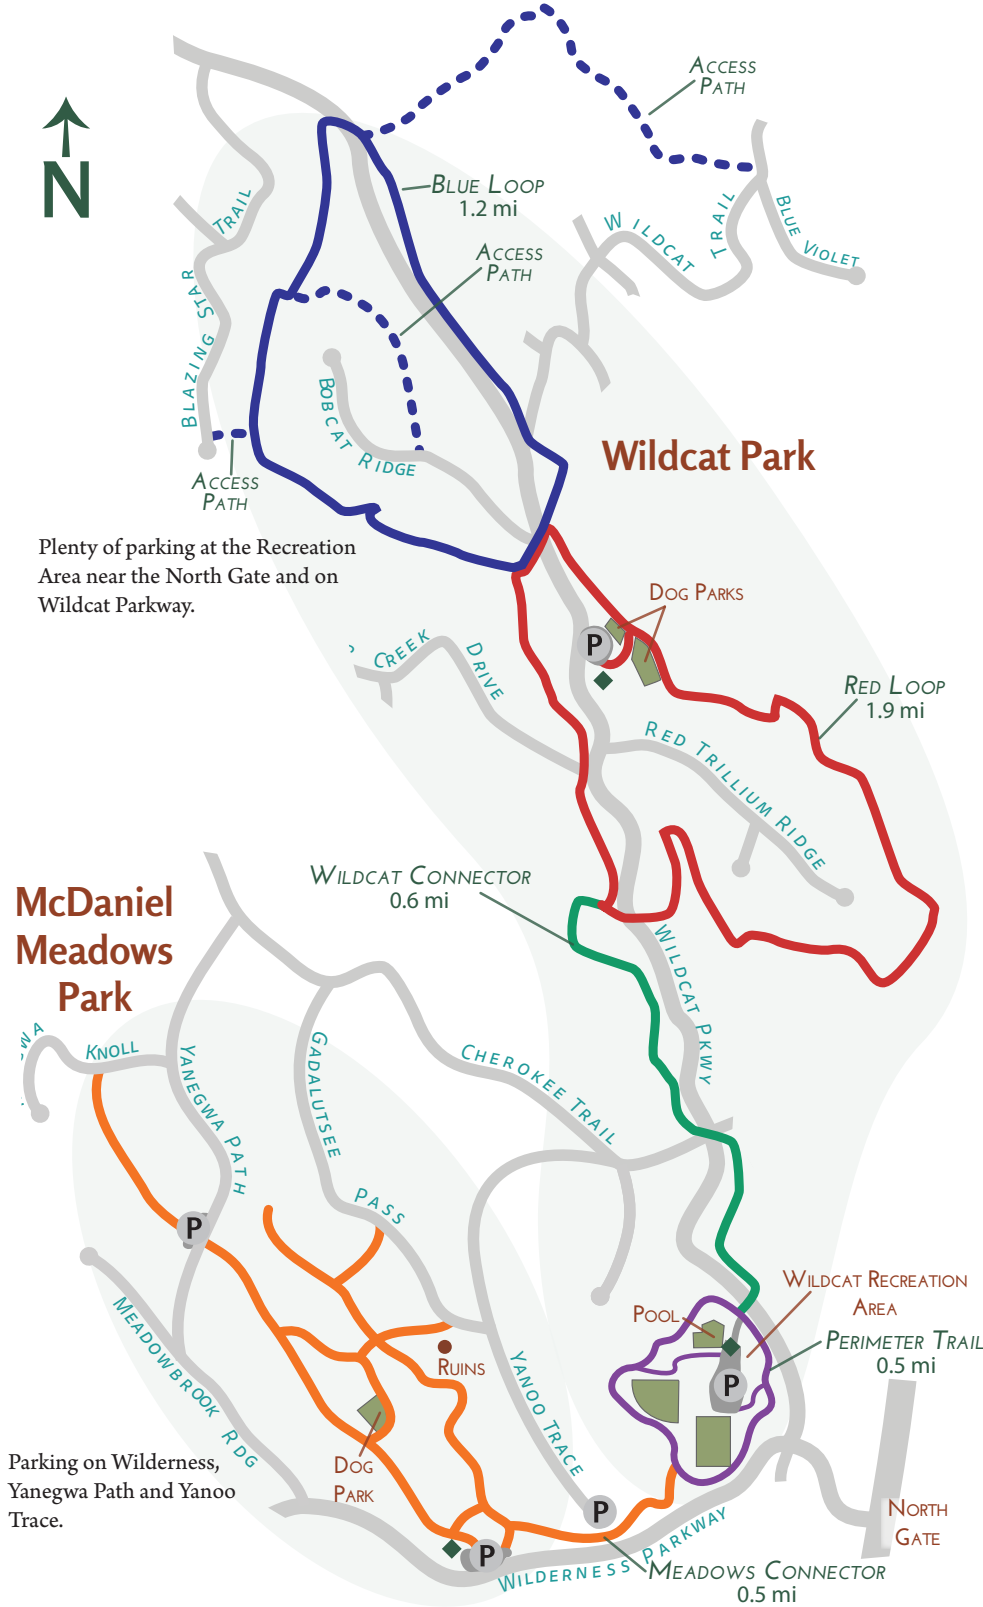 Access
Path
N
Blue Loop
1.2 mi
Trail
Wildcat
Trail
Blue Violet
Access
Path
Blazing Star
Bobcat Ridge
Wildcat Park
Access
Path
Plenty of parking at the Recreation
Area near the North Gate and on
Wildcat Parkway.
Dog Parks
P
Creek
Drive
Red Loop
1.9 mi
Red Trillium Ridge
Wildcat Connector
0.6 mi
McDaniel
Meadows
Park
Wildcat Pkwy
Knoll
Yanegwa Path
Gadalutsee
Pass
Cherokee Trail
P
Wildcat Recreation
Area
Pool
Perimeter Trail
0.5 mi
Meadowbrook Rdg
Ruins
Yanoo Trace
P
Dog
Park
Parking on Wilderness,
Yanegwa Path and Yanoo
Trace.
P
North
Gate
P
Wilderness Parkway
Meadows Connector
0.5 mi